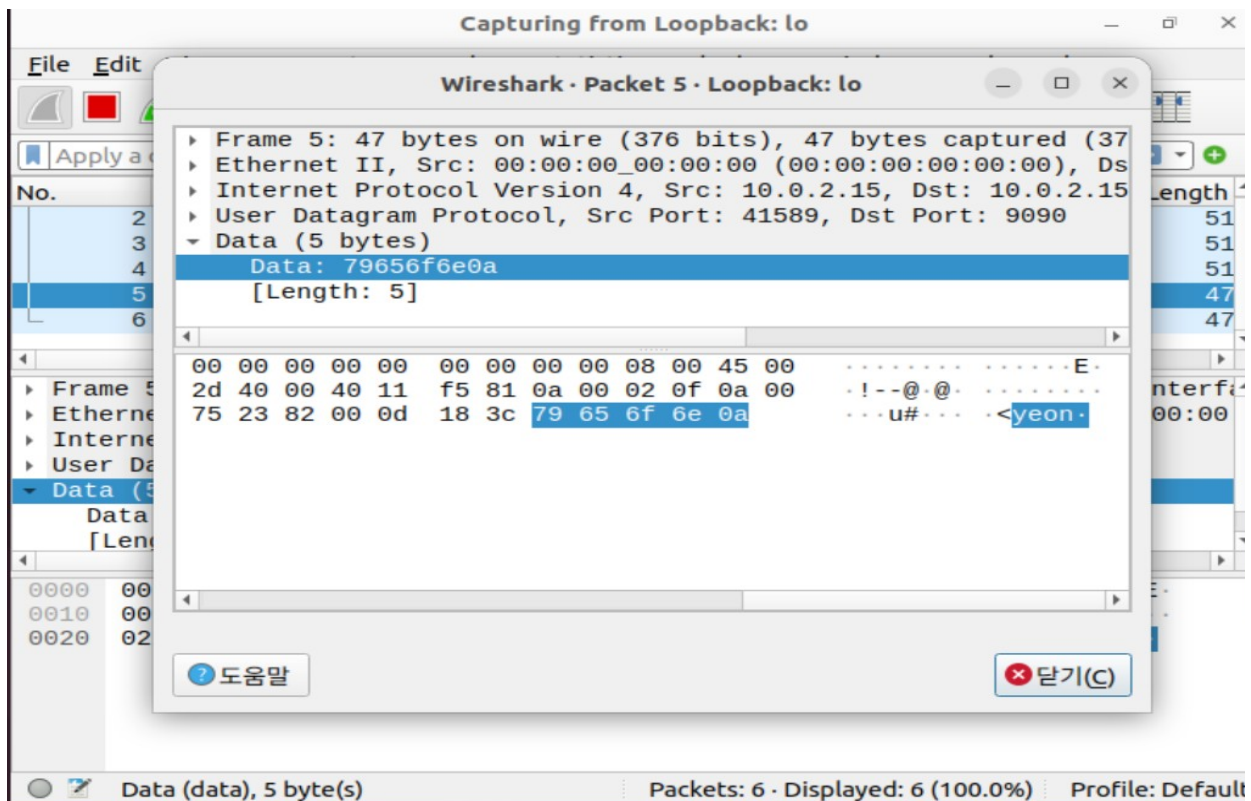 Capturing from Loopback: lo
File Edit
Wireshark · Packet 5 · Loopback: lo
Frame 5: 47 bytes on wire (376 bits), 47 bytes captured (37
Ethernet II, Src: 00:00:00_00:00:00 (00:00:00:00:00:00), Ds
Internet Protocol Version 4, Src: 10.0.2.15, Dst: 10.0.2.15
User Datagram Protocol, Src Port: 41589, Dst Port: 9090
Data (5 bytes)
Data: 79656f6e0a
[Length: 5]
00 00 00 00 00 00 00 00 00 08 00 45 00 ········ ······E·
2d 40 00 40 11 f5 81 0a 00 02 0f 0a 00 ·!--@·@· ········
75 23 82 00 0d 18 3c 79 65 6f 6e 0a ···u#··· ·<yeon·
도움말
닫기(C)
Apply a
No. Length
2 51
3 51
4 51
5 47
6 47
Frame 5 nterf
Etherne 00:00
Interne
User Da
Data (5
Data
[Len
0000 00
0010 00
0020 02
Data (data), 5 byte(s) Packets: 6 · Displayed: 6 (100.0%) Profile: Default